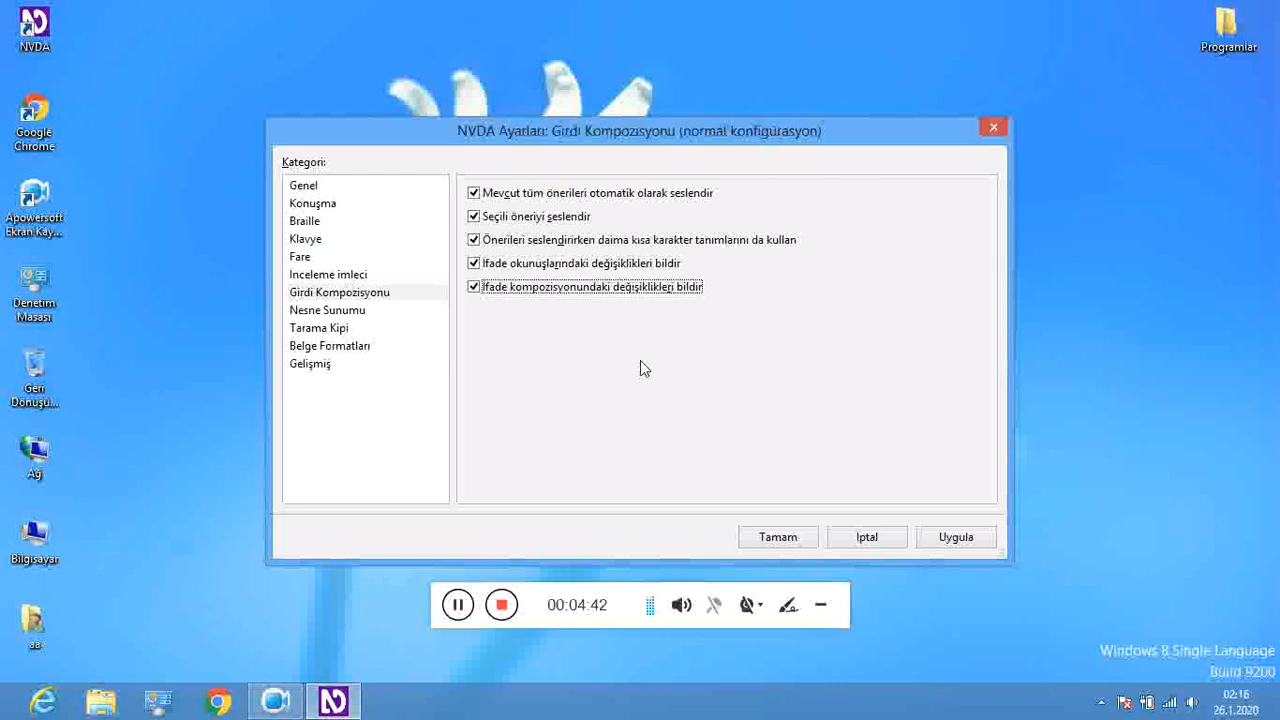 NVDA
Google
Chrome
Apowersoft
Ekran Kay...
Denetim
Masası
Geri
Dönüşü...
Ağ
Bilgisayar
aa
Programlar
NVDA Ayarları: Girdi Kompozisyonu (normal konfigürasyon)
Kategori:
Genel
Konuşma
Braille
Klavye
Fare
İnceleme imleci
Girdi Kompozisyonu
Nesne Sunumu
Tarama Kipi
Belge Formatları
Gelişmiş
Mevcut tüm önerileri otomatik olarak seslendir
Seçili öneriyi seslendir
Önerileri seslendirirken daima kısa karakter tanımlarını da kullan
İfade okunuşlarındaki değişiklikleri bildir
İfade kompozisyonundaki değişiklikleri bildir
Tamam
İptal
Uygula
00:04:42
Windows 8 Single Language
Build 9200
02:16
26.1.2020